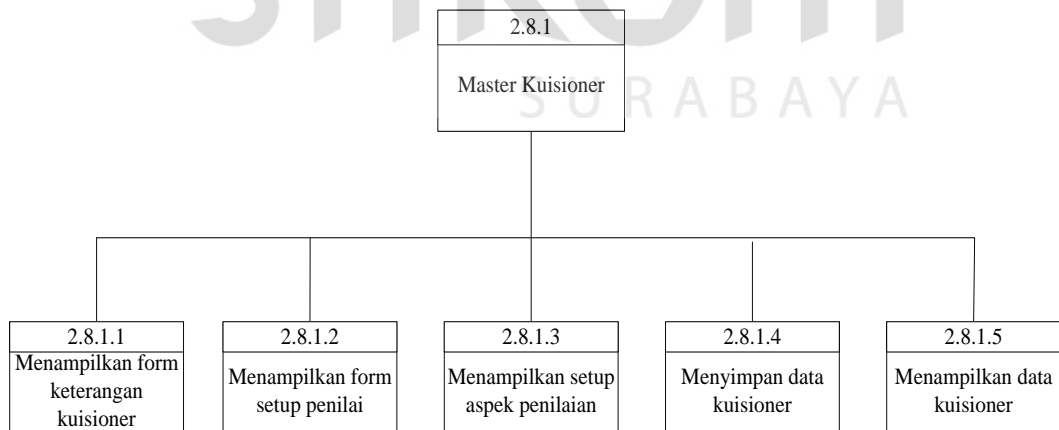 2.8.1
Master Kuisioner
SURABAYA
2.8.1.1
Menampilkan form
keterangan
kuisioner
2.8.1.2
Menampilkan form
setup penilai
2.8.1.3
Menampilkan setup
aspek penilaian
2.8.1.4
Menyimpan data
kuisioner
2.8.1.5
Menampilkan data
kuisioner